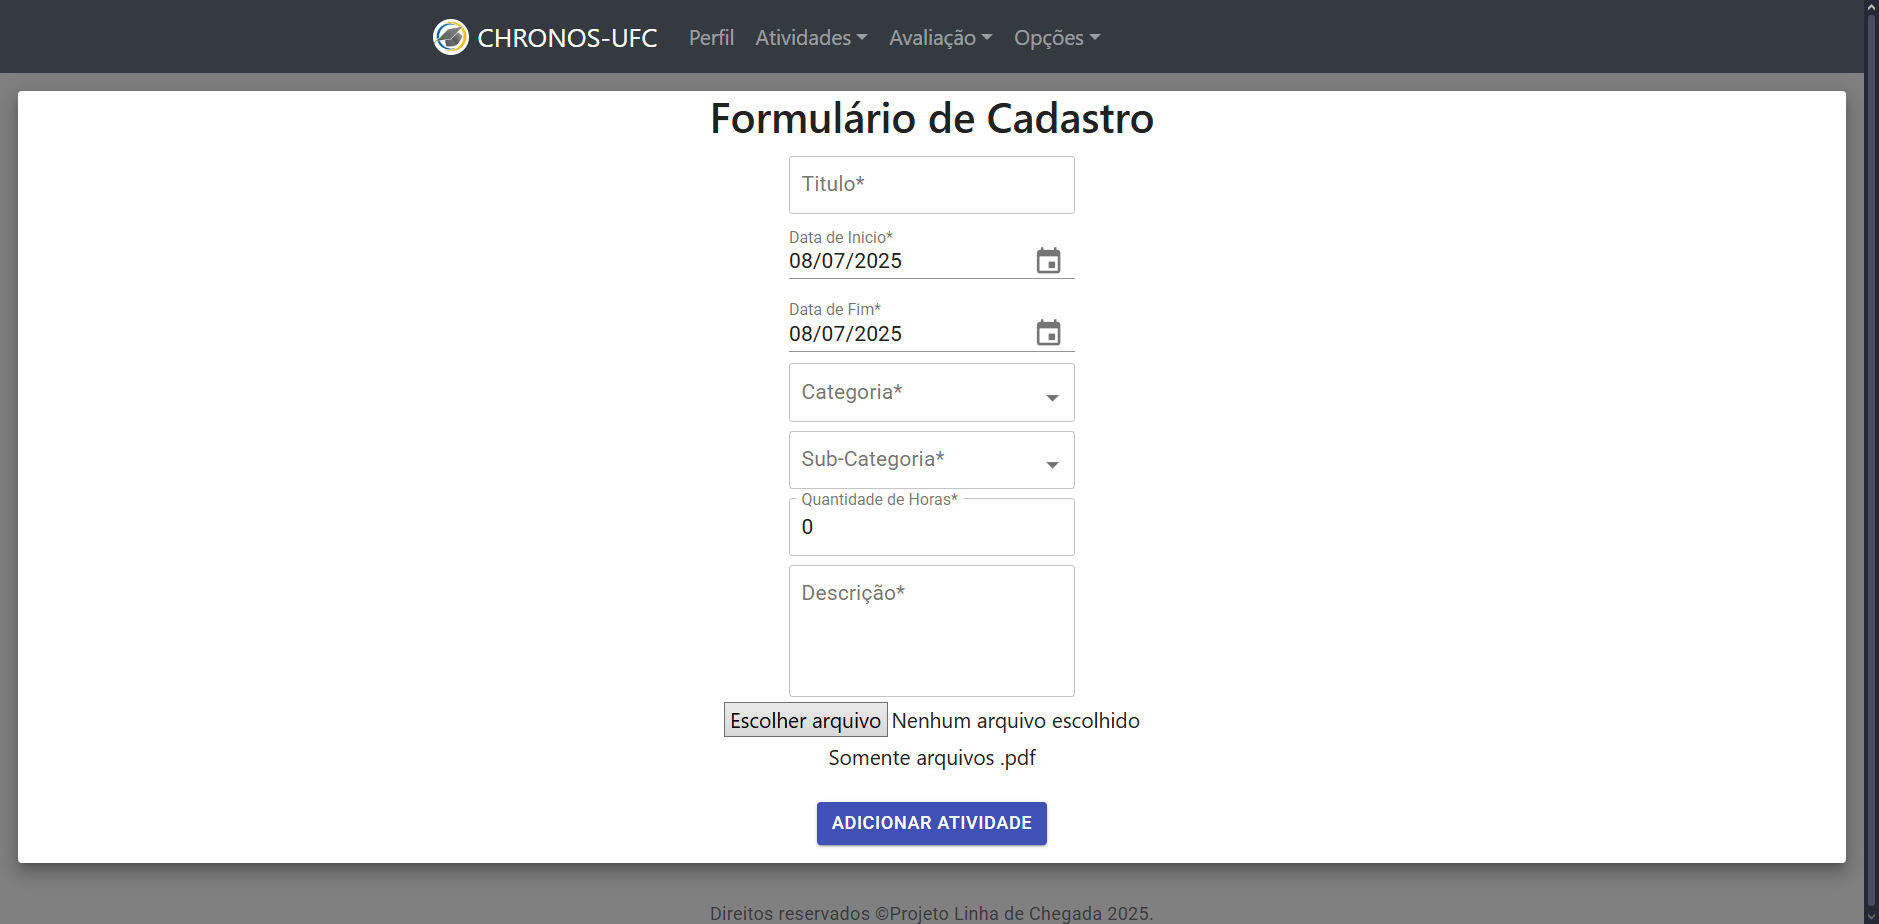 CHRONOS-UFC Perfil Atividades Avaliação Opções
Formulário de Cadastro
Titulo*
Data de Inicio*
08/07/2025
Data de Fim*
08/07/2025
Categoria*
Sub-Categoria*
Quantidade de Horas*
0
Descrição*
Escolher arquivo Nenhum arquivo escolhido
Somente arquivos .pdf
ADICIONAR ATIVIDADE
Direitos reservados ©Projeto Linha de Chegada 2025.